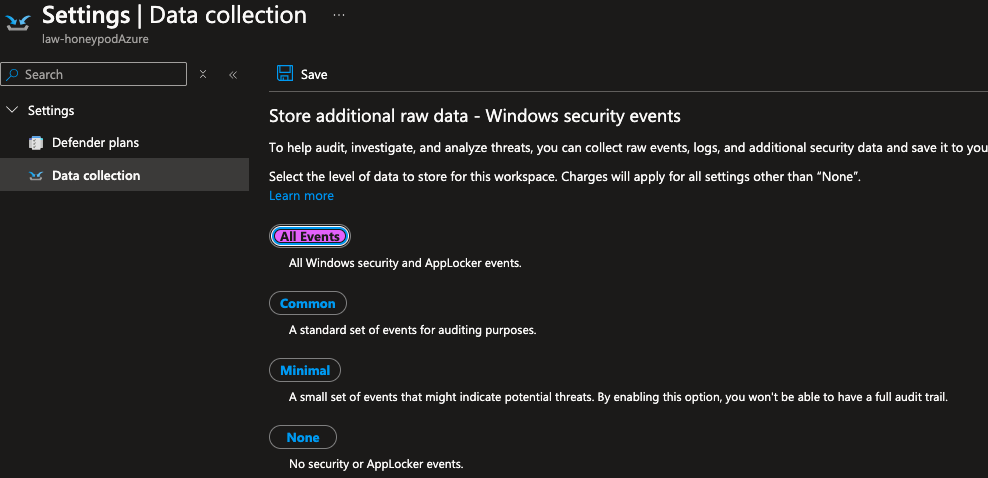 Settings | Data collection ...
law-honeypodAzure
Search
Save
Settings
Defender plans
Data collection
Store additional raw data - Windows security events
To help audit, investigate, and analyze threats, you can collect raw events, logs, and additional security data and save it to you
Select the level of data to store for this workspace. Charges will apply for all settings other than “None”.
Learn more
All Events
All Windows security and AppLocker events.
Common
A standard set of events for auditing purposes.
Minimal
A small set of events that might indicate potential threats. By enabling this option, you won't be able to have a full audit trail.
None
No security or AppLocker events.